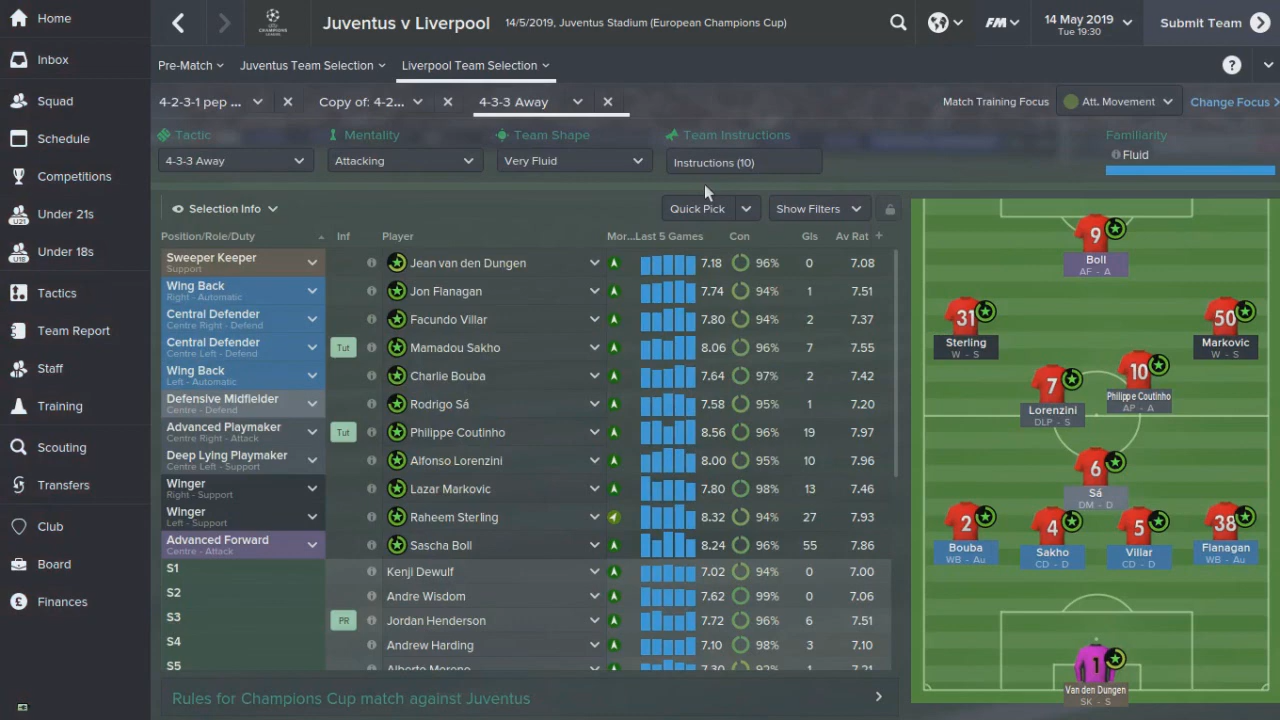 Home
Inbox
Squad
Schedule
Competitions
U21
Under 21s
U18
Under 18s
Tactics
Team Report
Staff
Training
Scouting
Transfers
Club
Board
Finances
CHAMPIONS LEAGUE
Juventus v Liverpool
14/5/2019, Juventus Stadium (European Champions Cup)
FM
14 May 2019
Tue 19:30
Submit Team
Pre-Match
Juventus Team Selection
Liverpool Team Selection
?
4-2-3-1 pep ...
Copy of: 4-2...
4-3-3 Away
Match Training Focus
Att. Movement
Change Focus
Tactic
Mentality
Team Shape
Team Instructions
Familiarity
4-3-3 Away
Attacking
Very Fluid
Instructions (10)
Fluid
Selection Info
Quick Pick
Show Filters
Position/Role/Duty Inf Player Mor... Last 5 Games Con Gls Av Rat +
Sweeper Keeper
Support
Jean van den Dungen 7.18 96% 0 7.08
Wing Back
Right - Automatic
Jon Flanagan 7.74 94% 1 7.51
Central Defender
Centre Right - Defend
Facundo Villar 7.80 94% 2 7.37
Central Defender
Centre Left - Defend
Tut Mamadou Sakho 8.06 96% 7 7.55
Wing Back
Left - Automatic
Charlie Bouba 7.64 97% 2 7.42
Defensive Midfielder
Centre - Defend
Rodrigo Sá 7.58 95% 1 7.20
Advanced Playmaker
Centre Right - Attack
Tut Philippe Coutinho 8.56 96% 19 7.97
Deep Lying Playmaker
Centre Left - Support
Alfonso Lorenzini 8.00 95% 10 7.96
Winger
Right - Support
Lazar Markovic 7.80 98% 13 7.46
Winger
Left - Support
Raheem Sterling 8.32 94% 27 7.93
Advanced Forward
Centre - Attack
Sascha Boll 8.24 96% 55 7.86
S1 Kenji Dewulf 7.02 94% 0 7.00
S2 Andre Wisdom 7.62 99% 0 7.06
S3 PR Jordan Henderson 7.72 96% 6 7.51
S4 Andrew Harding 7.10 98% 3 7.10
S5 Alberto Moreno 7.30 92% 1 7.21
Rules for Champions Cup match against Juventus
9
Boll
AF - A
31
Sterling
W - S
50
Markovic
W - S
10
Philippe Coutinho
AP - A
7
Lorenzini
DLP - S
6
Sá
DM - D
2
Bouba
WB - Au
4
Sakho
CD - D
5
Villar
CD - D
38
Flanagan
WB - Au
1
Van den Dungen
SK - S